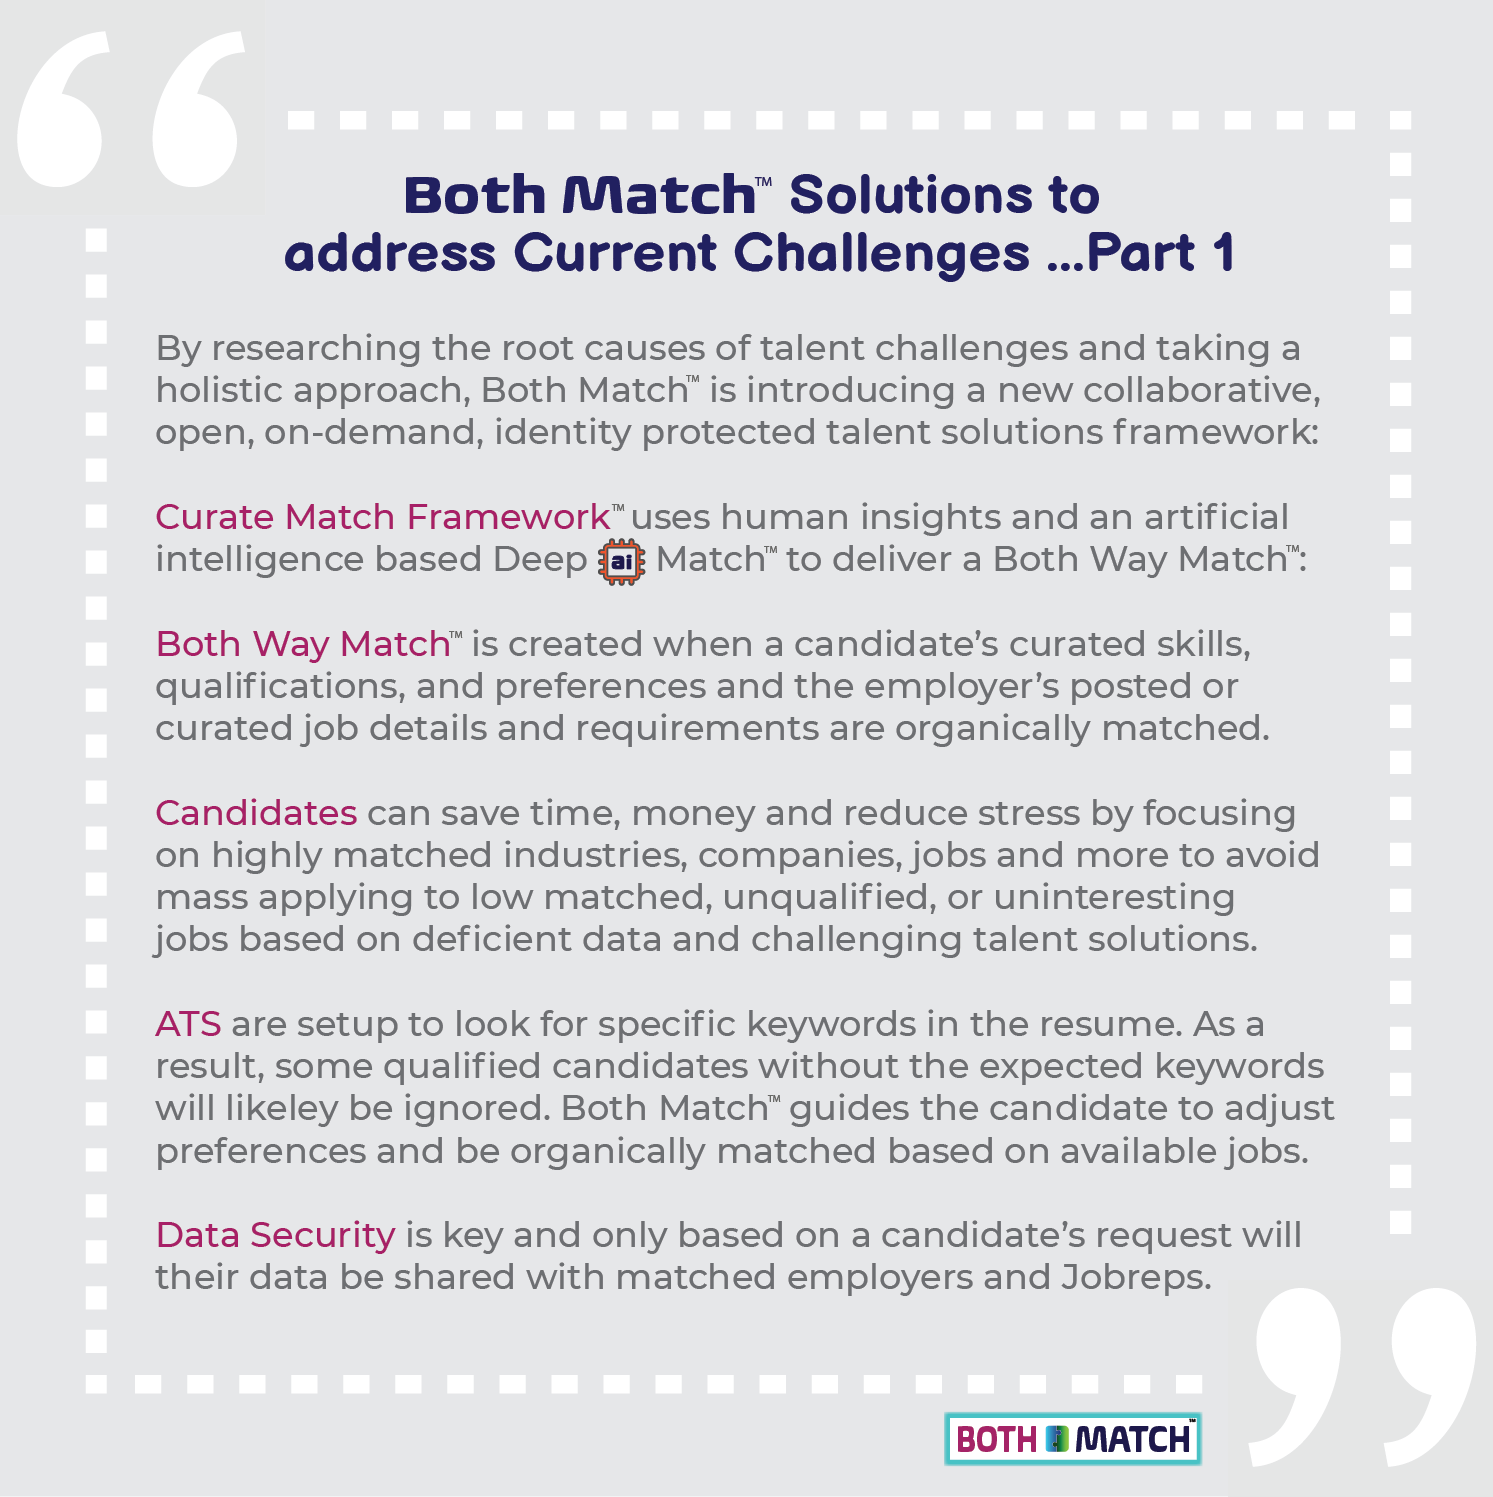 Both Match™ Solutions to
address Current Challenges ...Part 1
By researching the root causes of talent challenges and taking a
holistic approach, Both Match™ is introducing a new collaborative,
open, on-demand, identity protected talent solutions framework:
Curate Match Framework™ uses human insights and an artificial
intelligence based Deep ai Match™ to deliver a Both Way Match™:
Both Way Match™ is created when a candidate’s curated skills,
qualifications, and preferences and the employer’s posted or
curated job details and requirements are organically matched.
Candidates can save time, money and reduce stress by focusing
on highly matched industries, companies, jobs and more to avoid
mass applying to low matched, unqualified, or uninteresting
jobs based on deficient data and challenging talent solutions.
ATS are setup to look for specific keywords in the resume. As a
result, some qualified candidates without the expected keywords
will likeley be ignored. Both Match™ guides the candidate to adjust
preferences and be organically matched based on available jobs.
Data Security is key and only based on a candidate’s request will
their data be shared with matched employers and Jobreps.
BOTH MATCH™